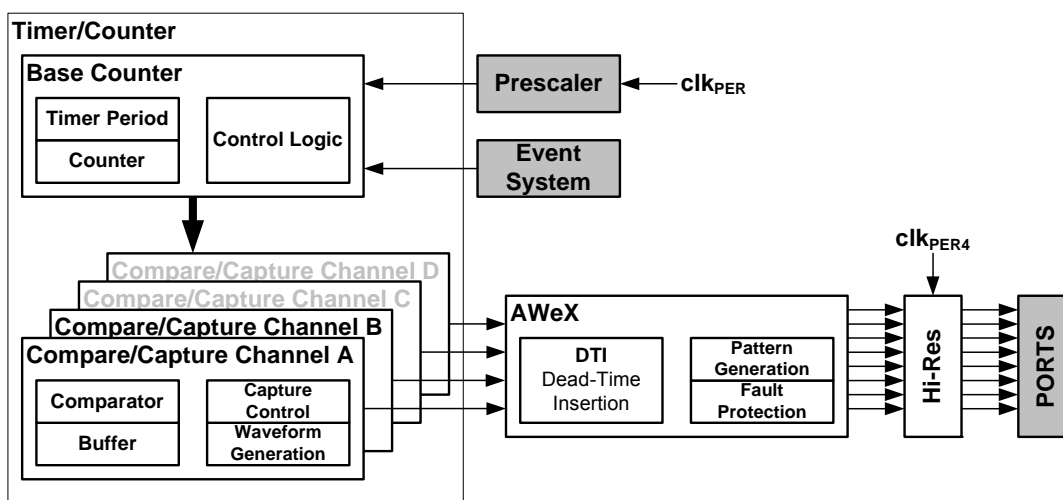 Timer/Counter
Base Counter
Timer Period
Counter
Control Logic
Prescaler
clkPER
Event
System
Compare/Capture Channel D
Compare/Capture Channel C
Compare/Capture Channel B
Compare/Capture Channel A
Comparator
Buffer
Capture
Control
Waveform
Generation
AWeX
DTI
Dead-Time
Insertion
Pattern
Generation
Fault
Protection
clkPER4
Hi-Res
PORTS